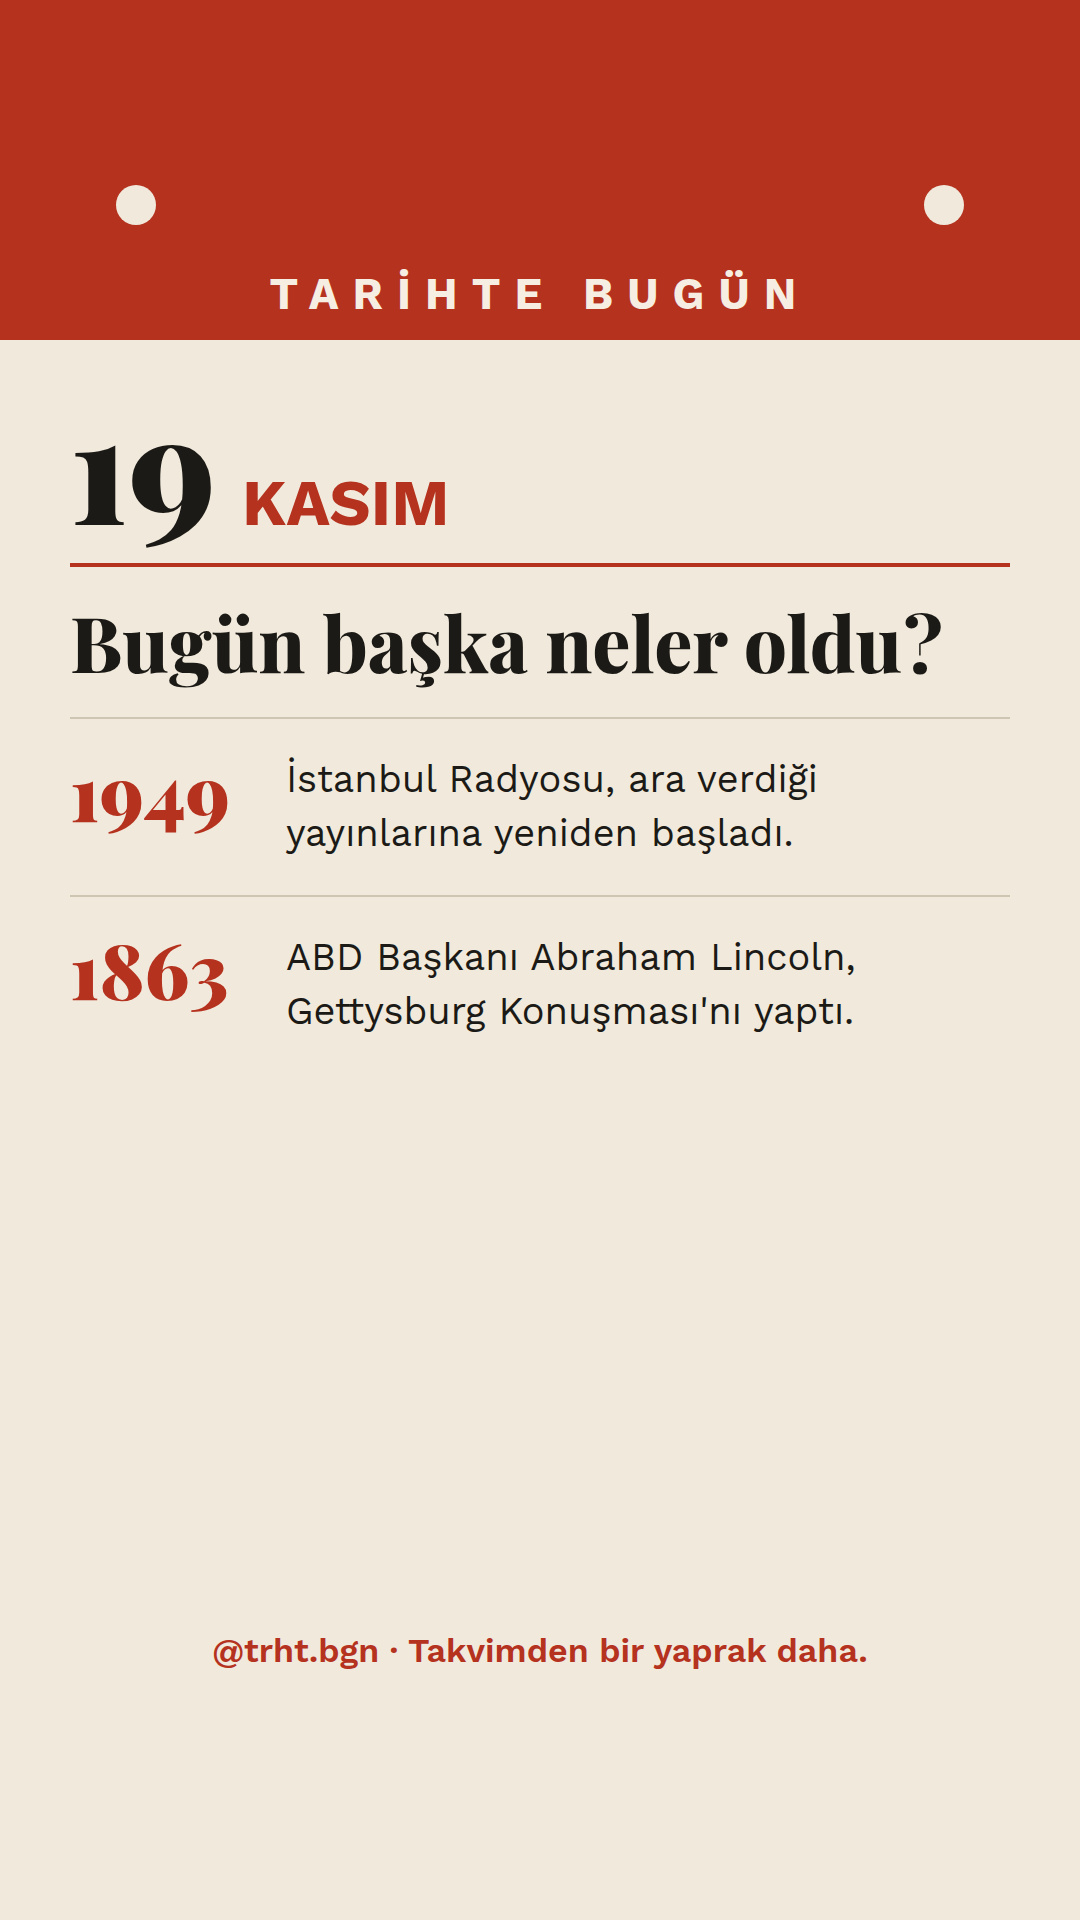 TARİHTE BUGÜN
19 KASIM
Bugün başka neler oldu?
1949
İstanbul Radyosu, ara verdiği
yayınlarına yeniden başladı.
1863
ABD Başkanı Abraham Lincoln,
Gettysburg Konuşması'nı yaptı.
@trht.bgn · Takvimden bir yaprak daha.